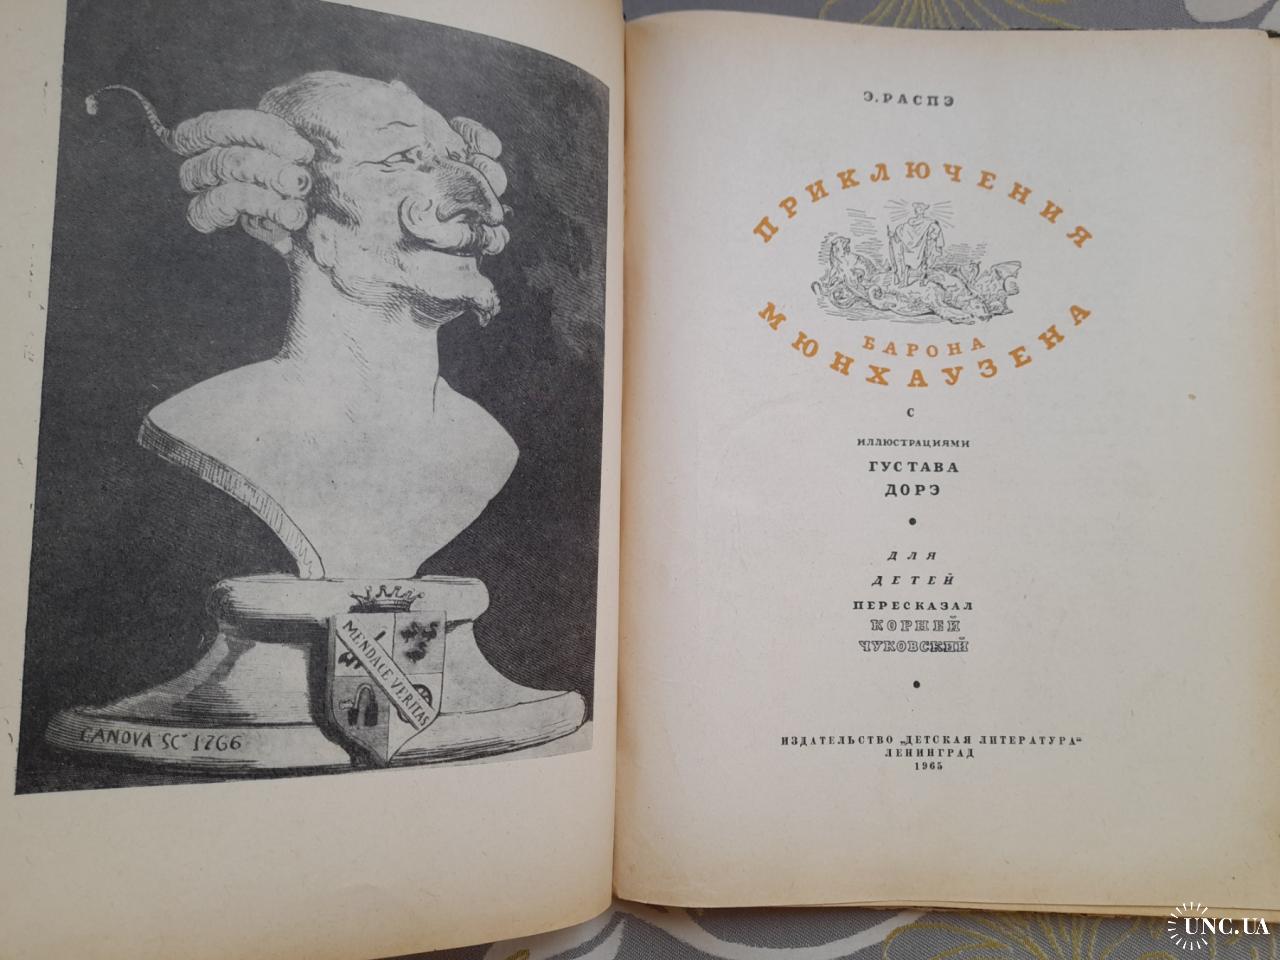 I MENDACE VERITAS
CANOVA SC^T 1766
Э. РАСПЭ
ПРИКЛЮЧЕНИЯ
БАРОНА
МЮНХАУЗЕНА
С
ИЛЛЮСТРАЦИЯМИ
ГУСТАВА
ДОРЭ
ДЛЯ
ДЕТЕЙ
ПЕРЕСКАЗАЛ
КОРНЕЙ
ЧУКОВСКИЙ
ИЗДАТЕЛЬСТВО „ДЕТСКАЯ ЛИТЕРАТУРА“
ЛЕНИНГРАД
1965
UNC.UA